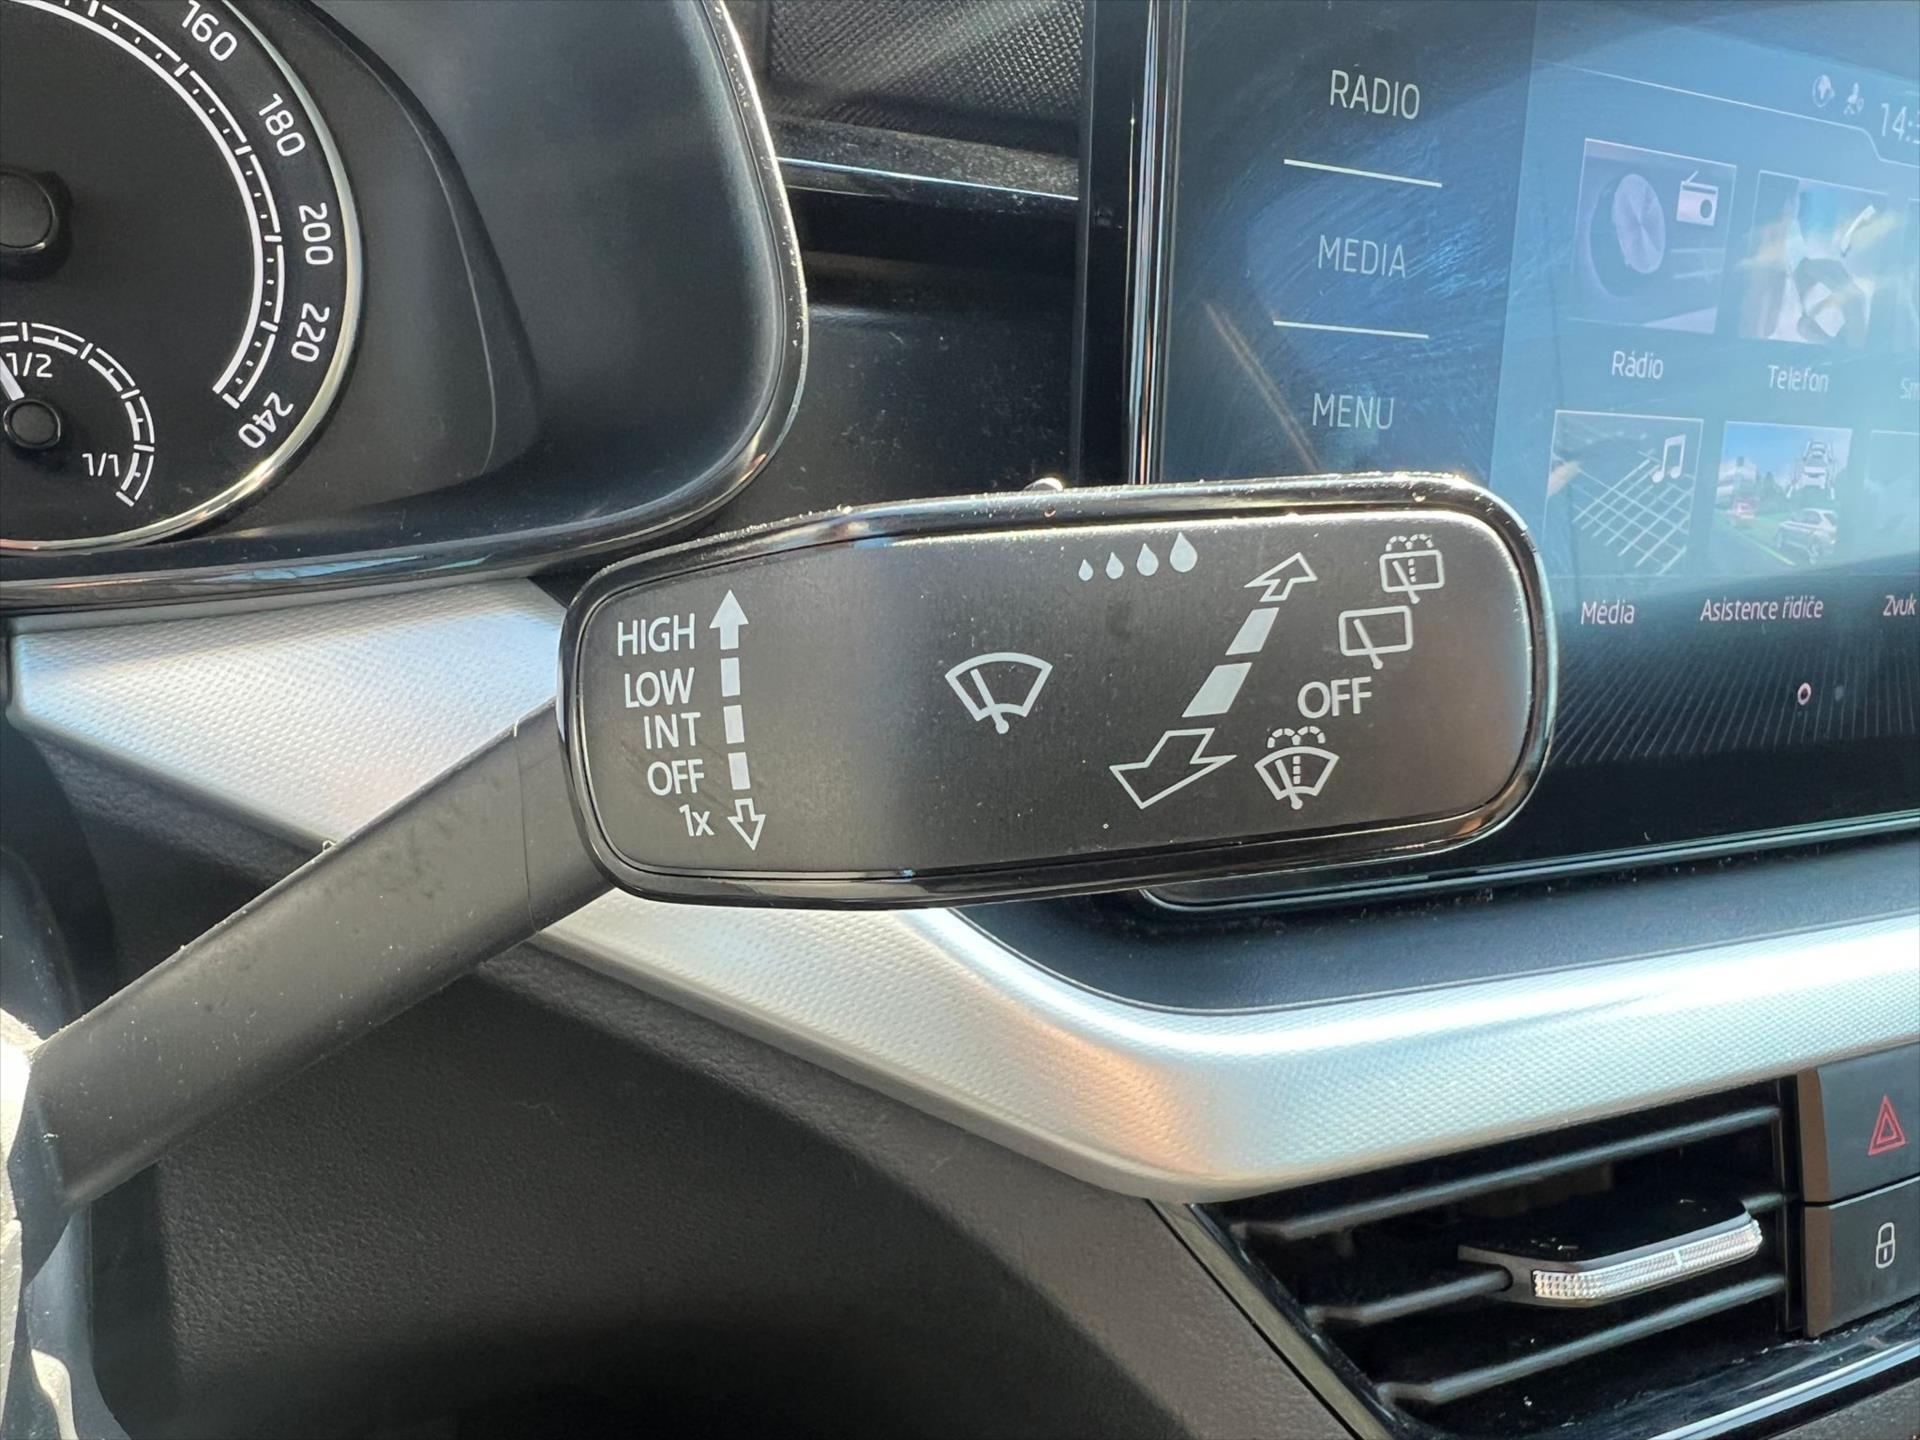 160
180
200
220
240
1/2
1/1
RADIO
MEDIA
MENU
Rádio
Telefon
Média
Asistence řidiče
Zvuk
HIGH
LOW
INT
OFF
1x
OFF